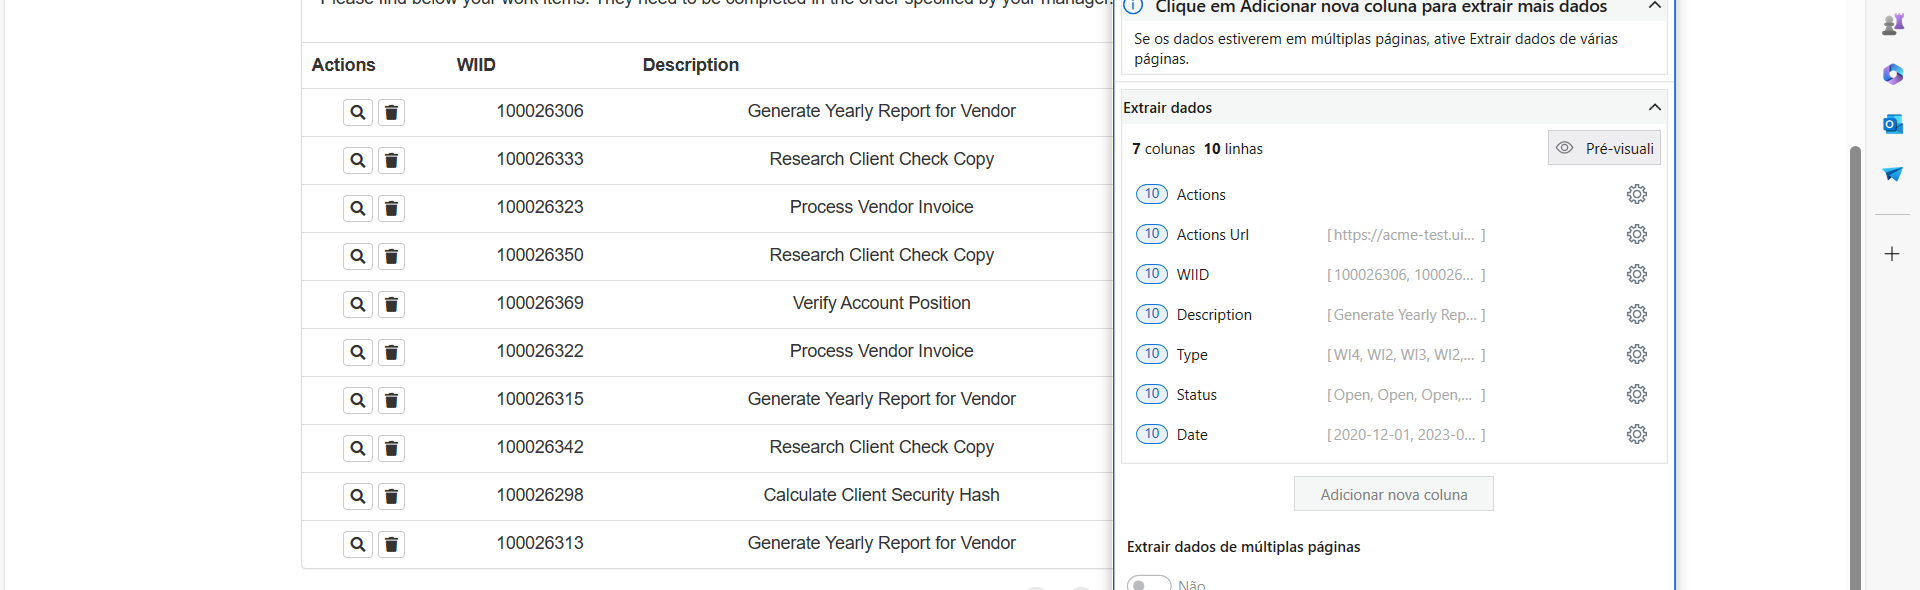 Please find below your work items. They need to be completed in the order specified by your manager.
Actions WIID Description
100026306 Generate Yearly Report for Vendor
100026333 Research Client Check Copy
100026323 Process Vendor Invoice
100026350 Research Client Check Copy
100026369 Verify Account Position
100026322 Process Vendor Invoice
100026315 Generate Yearly Report for Vendor
100026342 Research Client Check Copy
100026298 Calculate Client Security Hash
100026313 Generate Yearly Report for Vendor
Clique em Adicionar nova coluna para extrair mais dados
Se os dados estiverem em múltiplas páginas, ative Extrair dados de várias
páginas.
Extrair dados
7 colunas 10 linhas Pré-visuali
10 Actions
10 Actions Url [ https://acme-test.ui... ]
10 WIID [ 100026306, 100026... ]
10 Description [ Generate Yearly Rep... ]
10 Type [ WI4, WI2, WI3, WI2,... ]
10 Status [ Open, Open, Open,... ]
10 Date [ 2020-12-01, 2023-0... ]
Adicionar nova coluna
Extrair dados de múltiplas páginas
Não